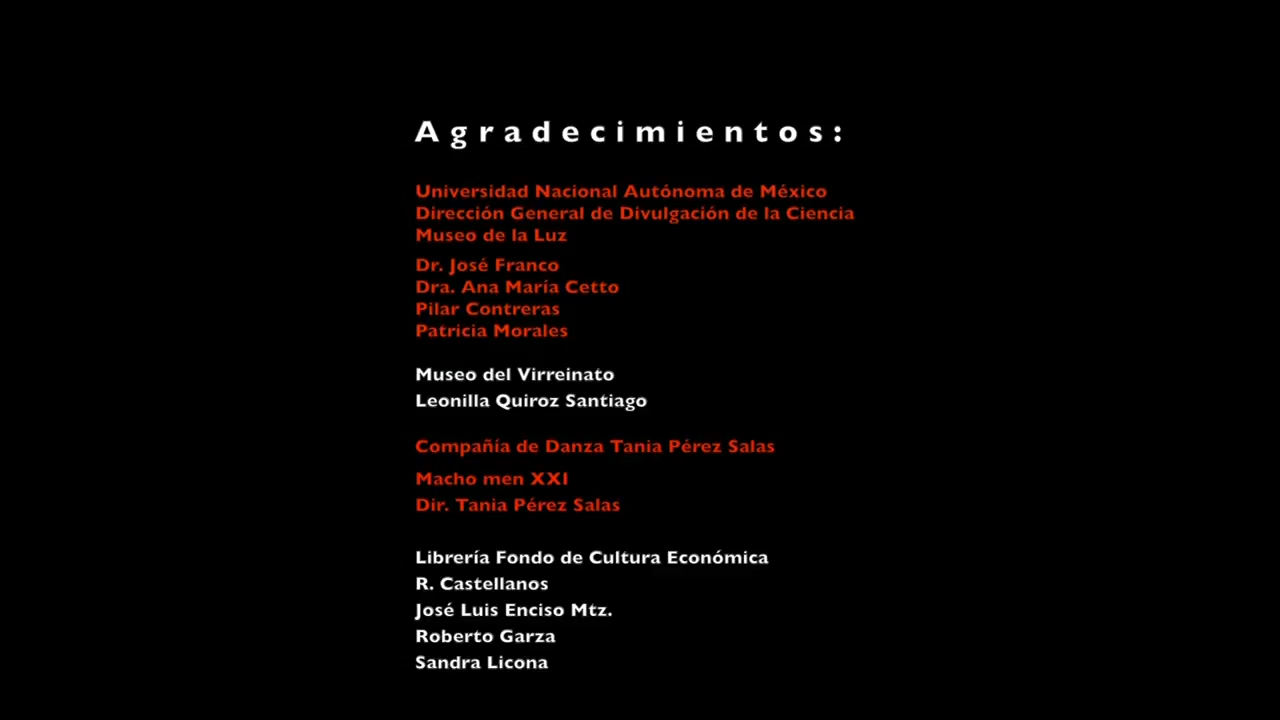 Agradecimientos:
Universidad Nacional Autónoma de México
Dirección General de Divulgación de la Ciencia
Museo de la Luz
Dr. José Franco
Dra. Ana María Cetto
Pilar Contreras
Patricia Morales
Museo del Virreinato
Leonilla Quiroz Santiago
Compañía de Danza Tania Pérez Salas
Macho men XXI
Dir. Tania Pérez Salas
Librería Fondo de Cultura Económica
R. Castellanos
José Luis Enciso Mtz.
Roberto Garza
Sandra Licona